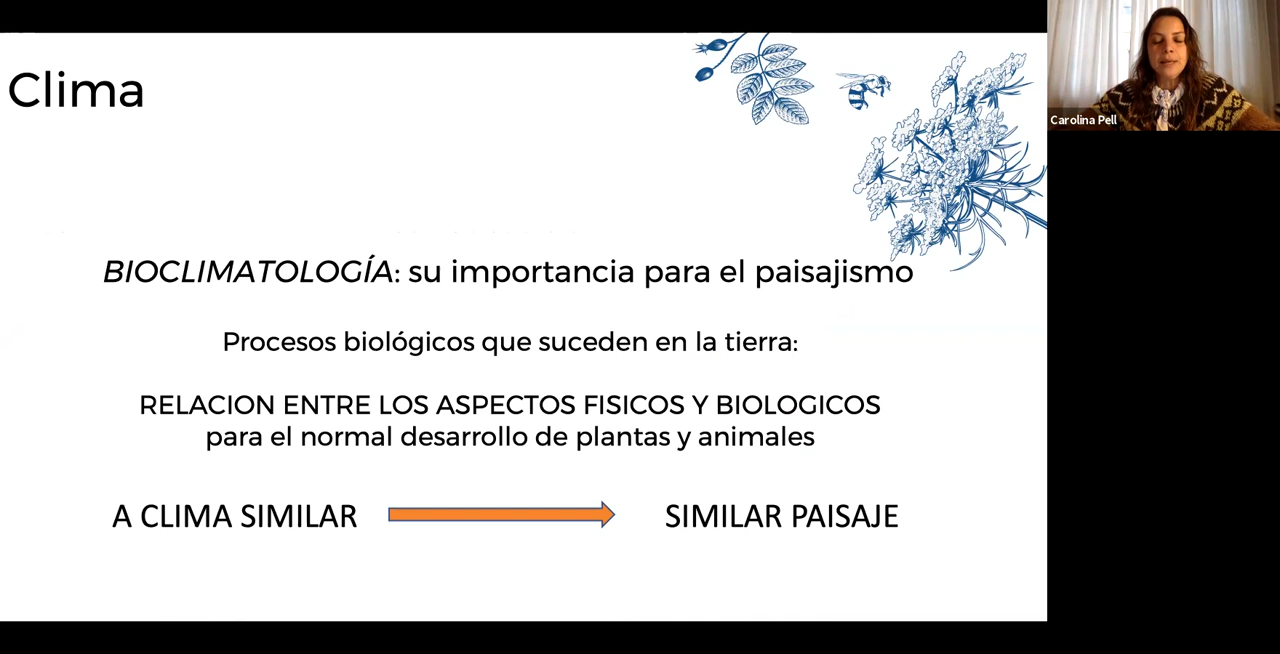 Clima
Carolina Pell
BIOCLIMATOLOGÍA: su importancia para el paisajismo
Procesos biológicos que suceden en la tierra:
RELACION ENTRE LOS ASPECTOS FISICOS Y BIOLOGICOS
para el normal desarrollo de plantas y animales
A CLIMA SIMILAR SIMILAR PAISAJE